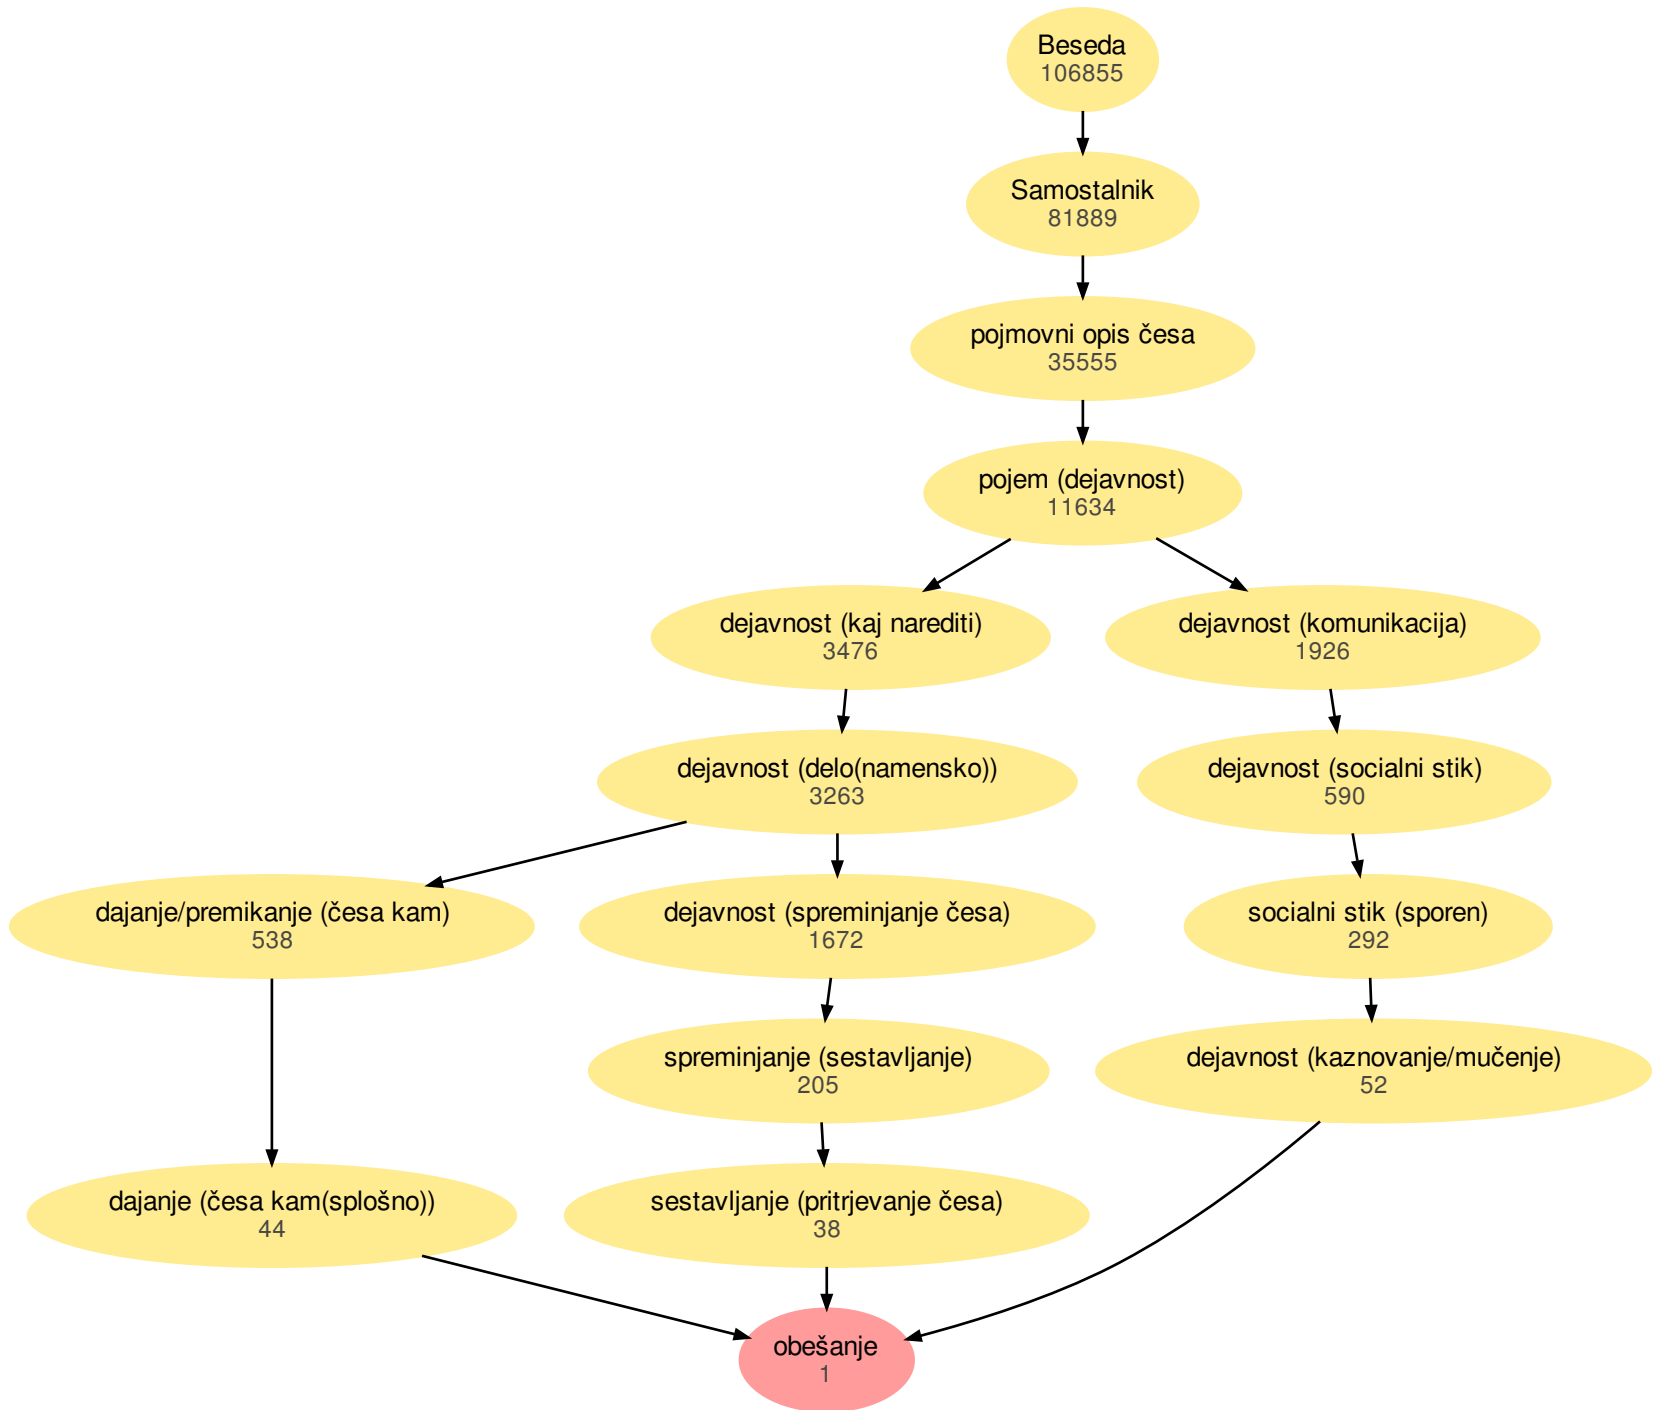 Beseda
106855
Samostalnik
81889
pojmovni opis česa
35555
pojem (dejavnost)
11634
dejavnost (kaj narediti)
3476
dejavnost (komunikacija)
1926
dejavnost (delo(namensko))
3263
dejavnost (socialni stik)
590
dajanje/premikanje (česa kam)
538
dejavnost (spreminjanje česa)
1672
socialni stik (sporen)
292
spreminjanje (sestavljanje)
205
dejavnost (kaznovanje/mučenje)
52
dajanje (česa kam(splošno))
44
sestavljanje (pritrjevanje česa)
38
obešanje
1